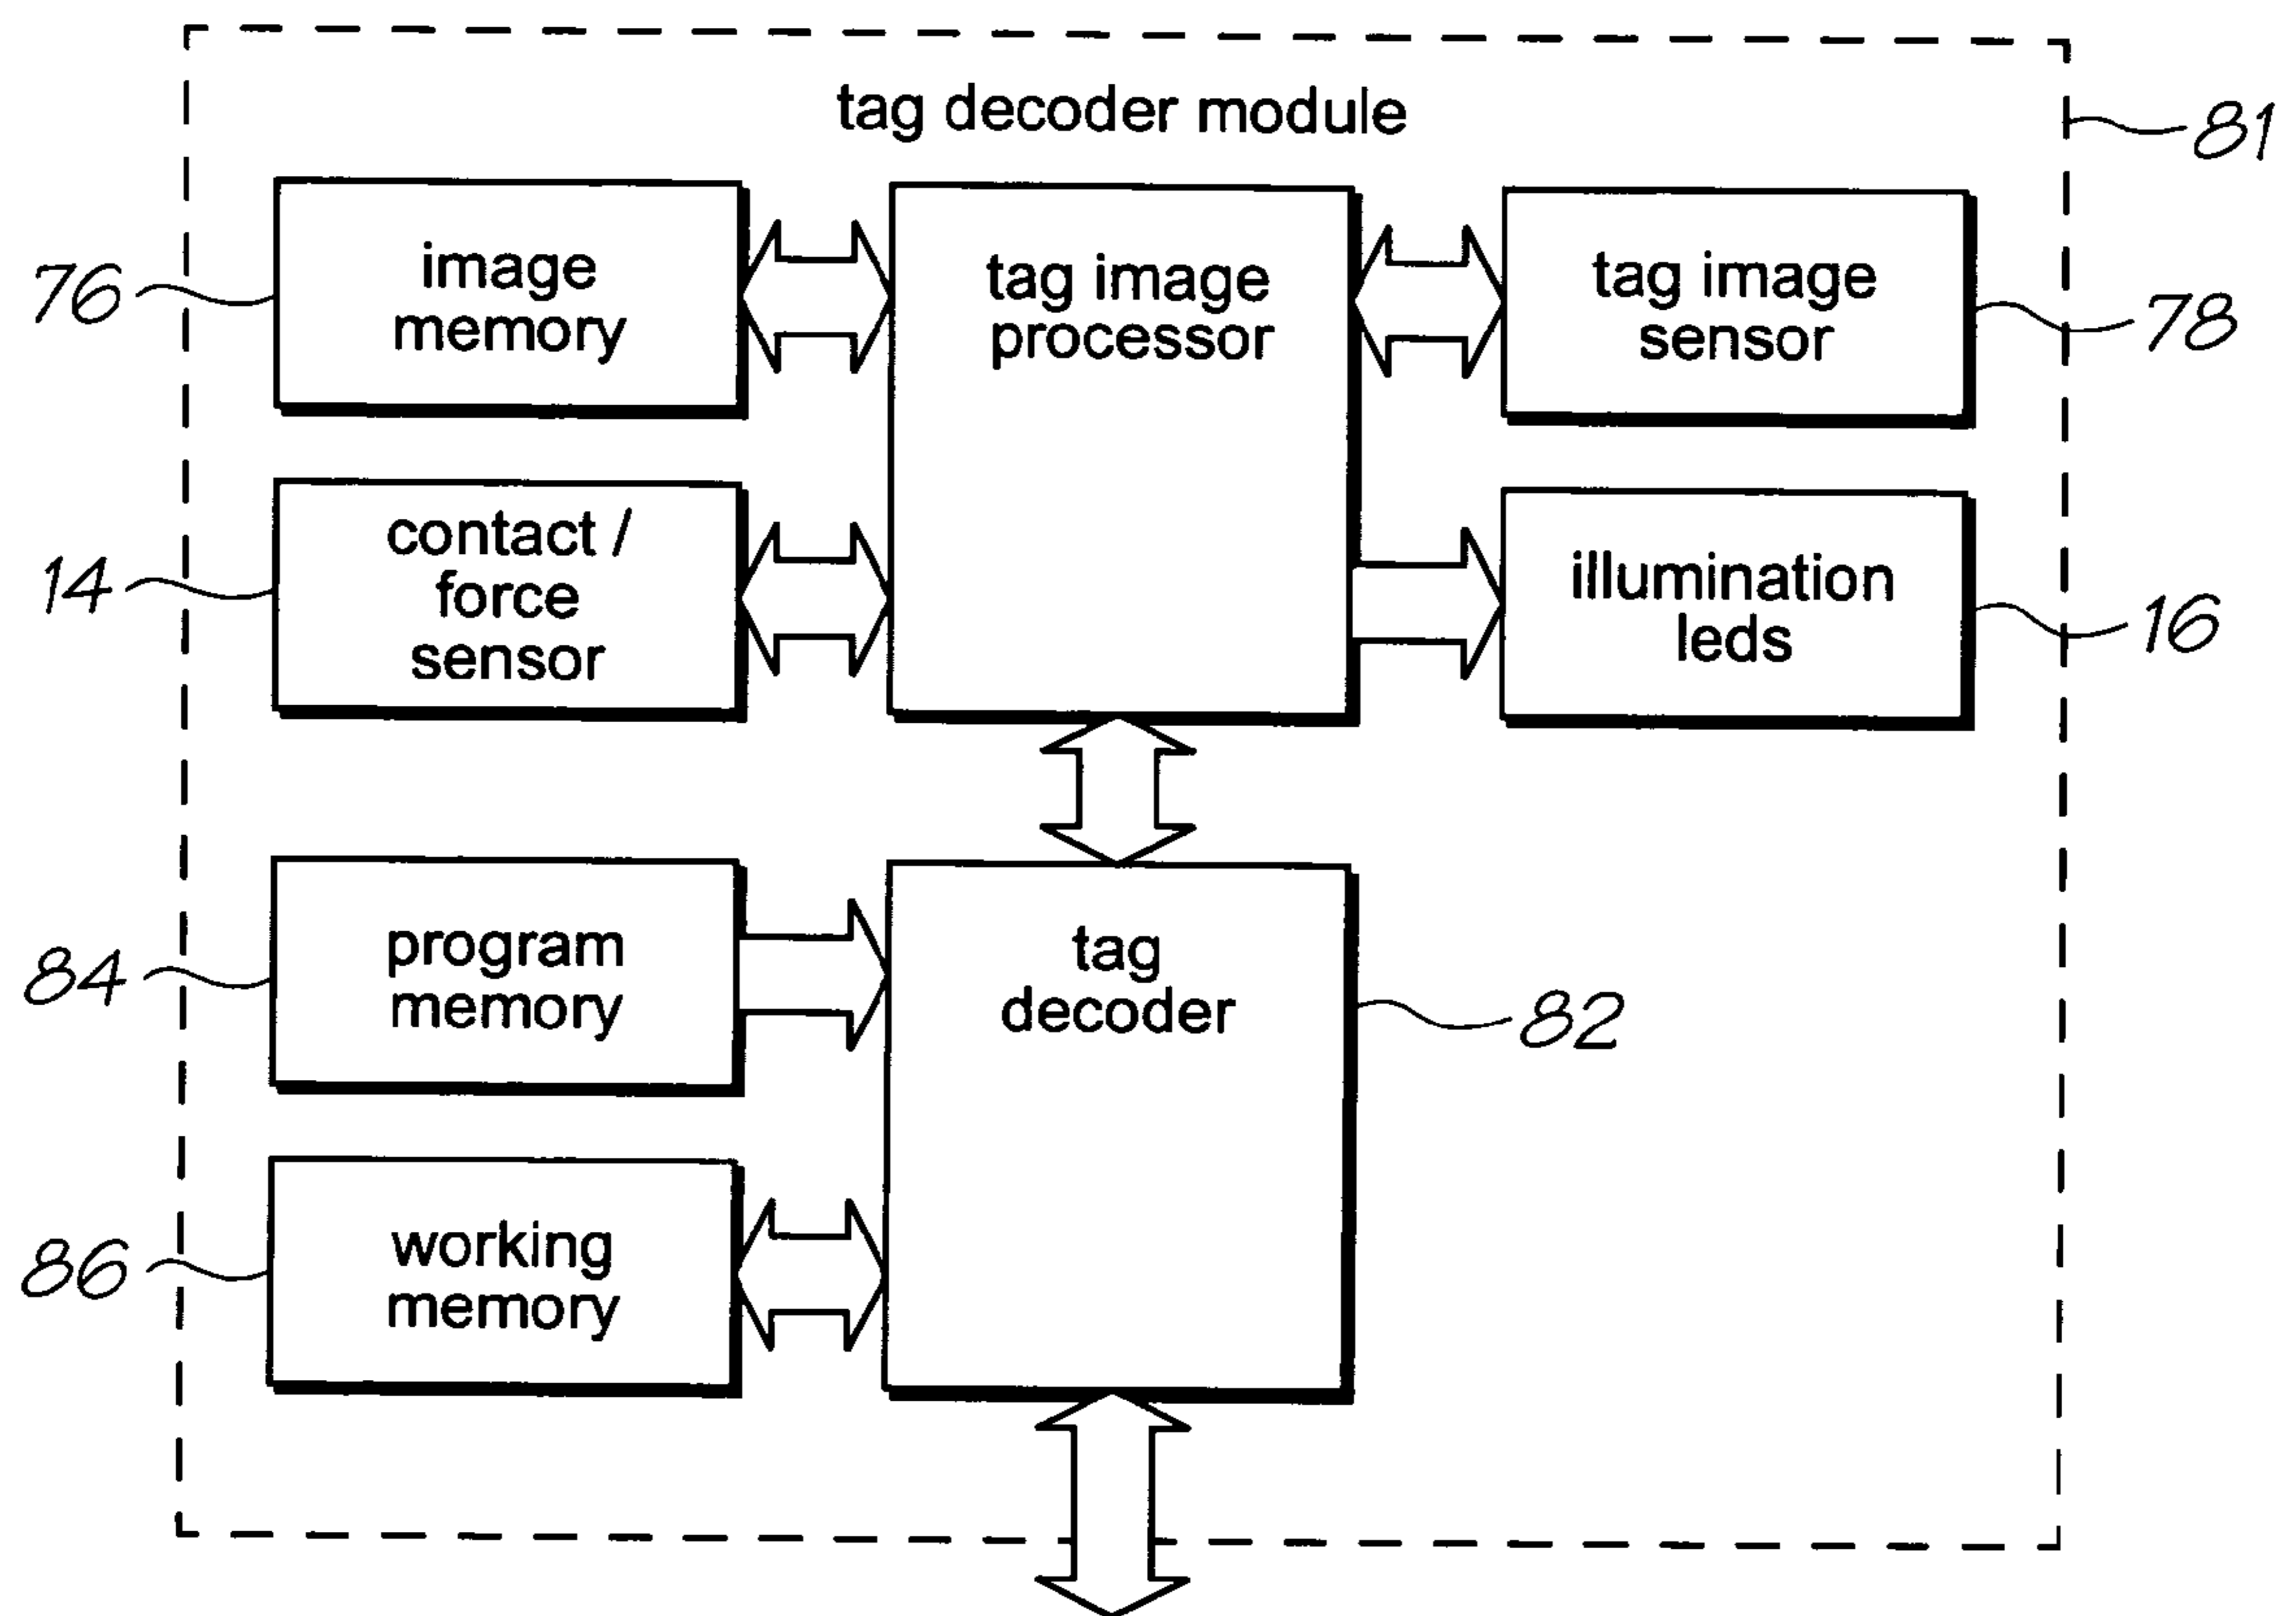 tag decoder module
81
76
image
memory
tag image
processor
tag image
sensor
78
14
contact /
force
sensor
illumination
leds
16
84
program
memory
tag
decoder
82
86
working
memory